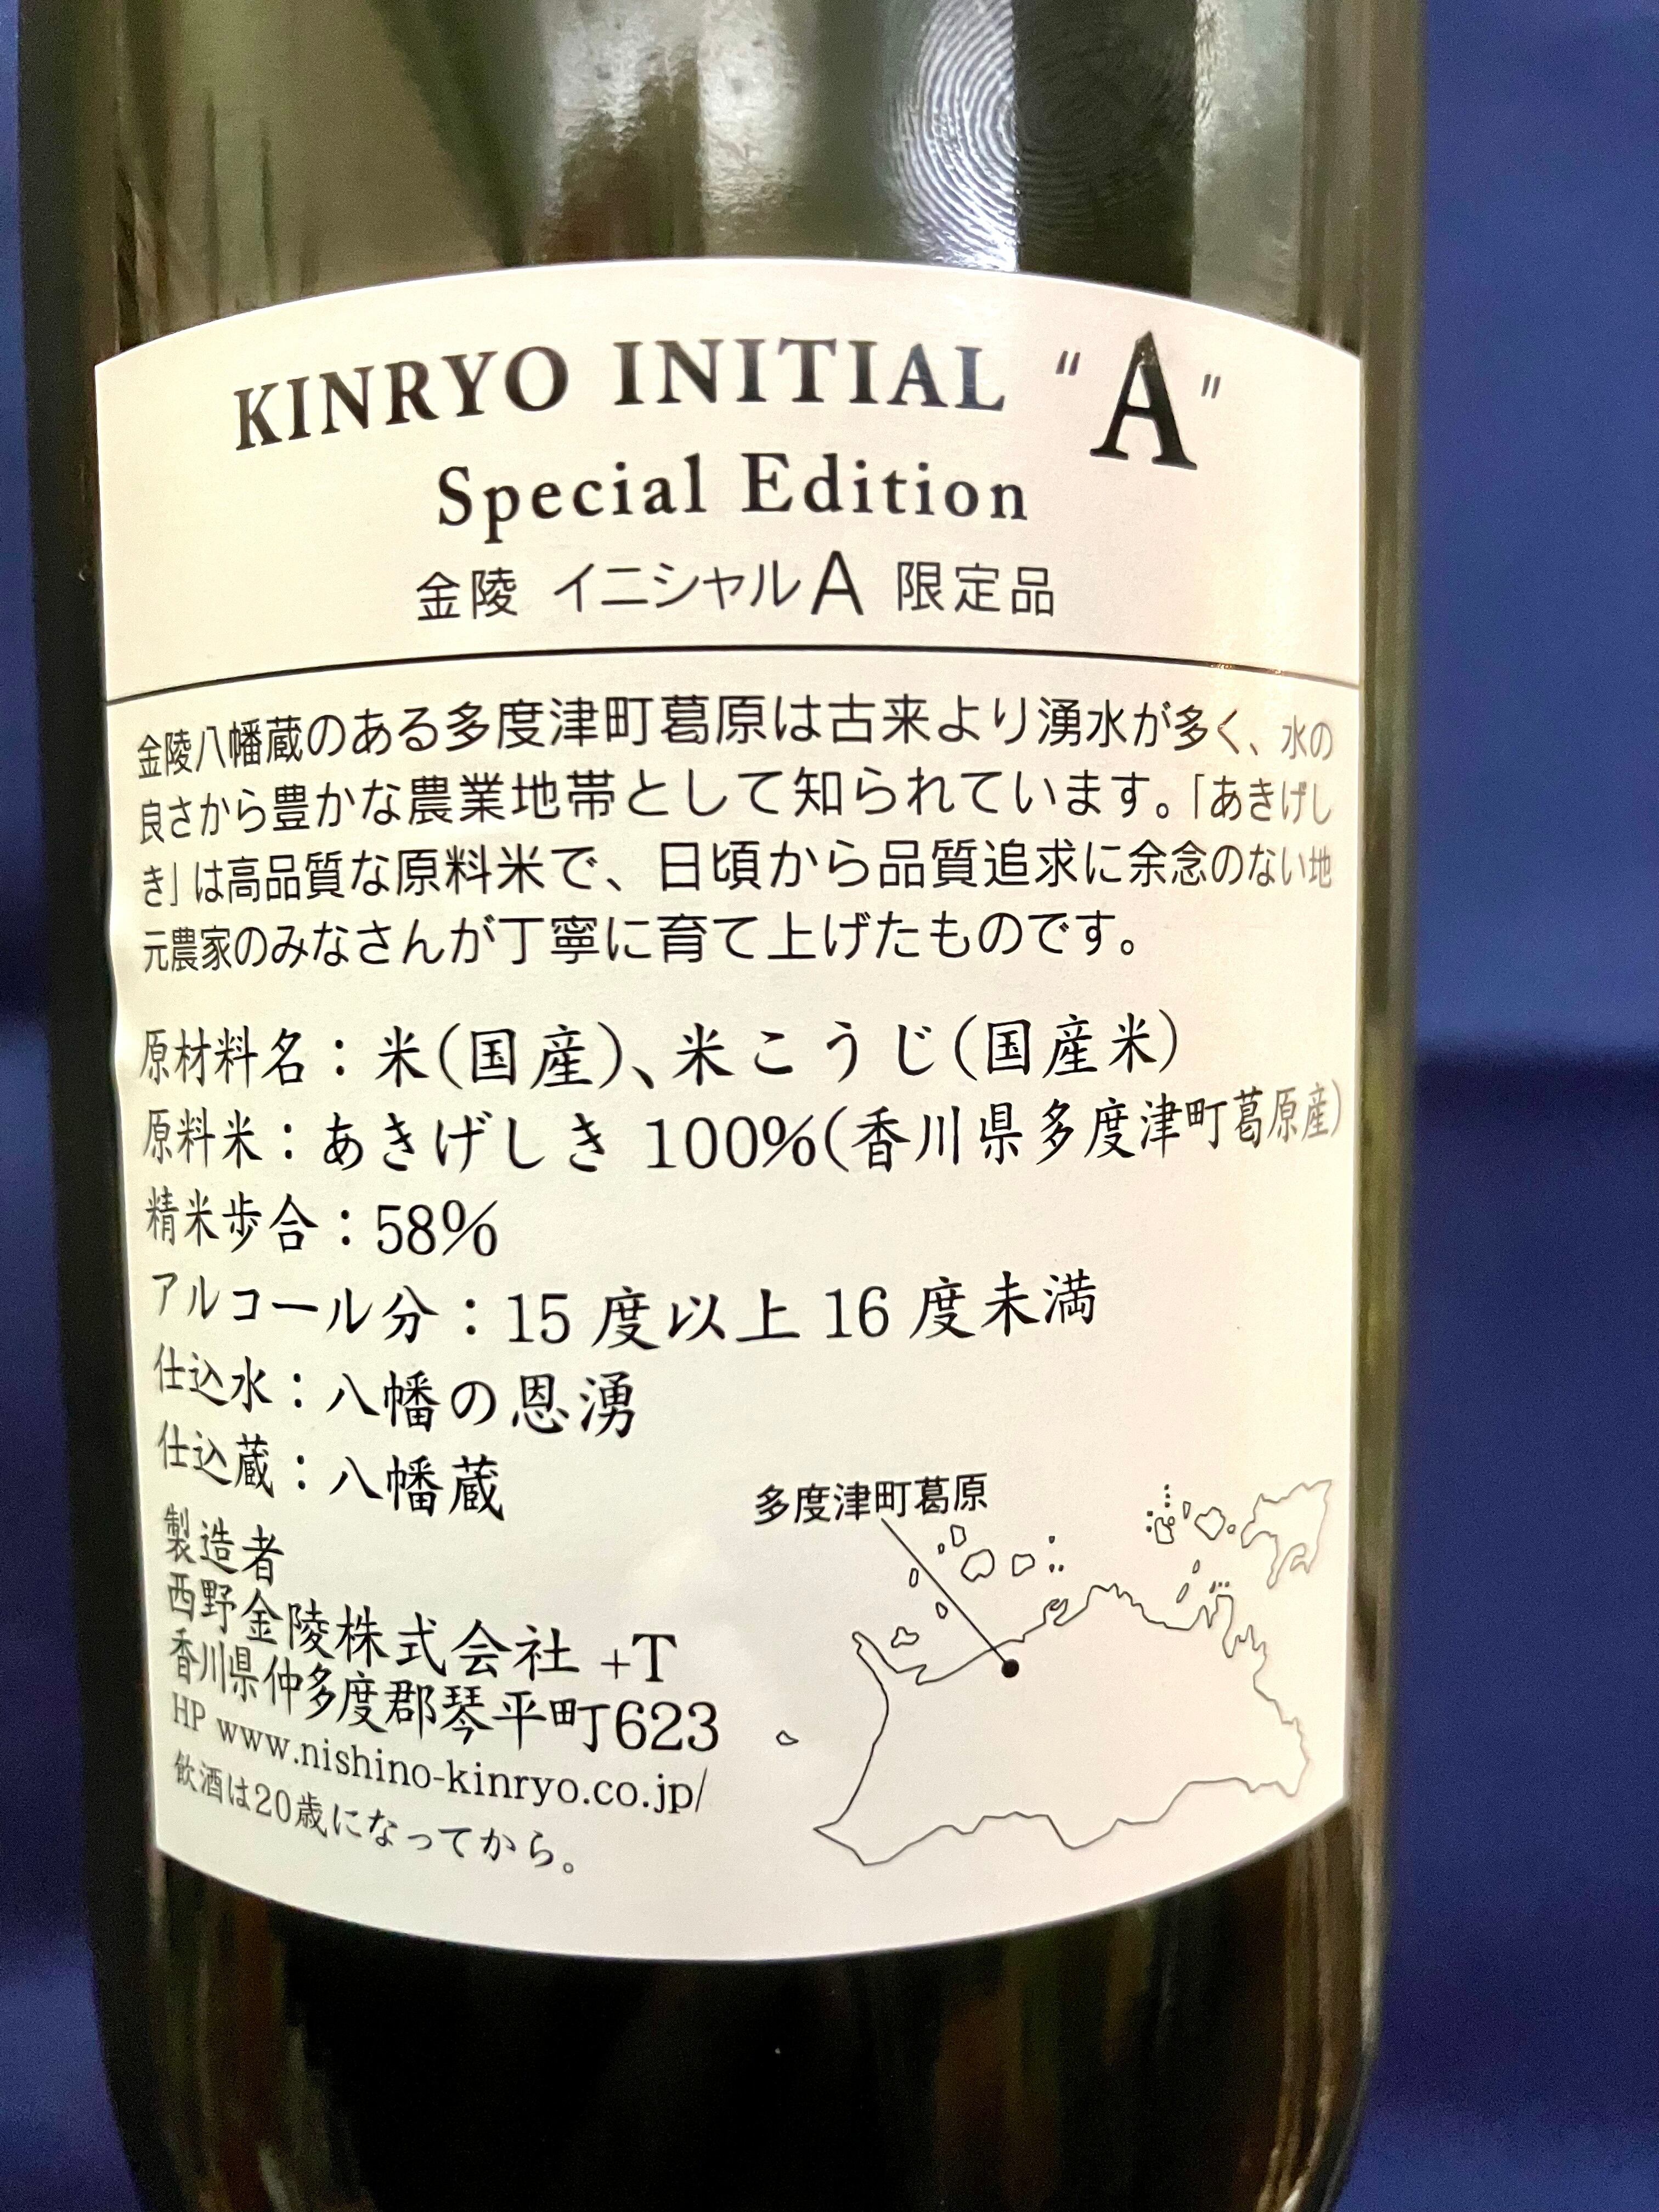 KINRYO INITIAL "A"
Special Edition
金陵 イニシャルA 限定品
金陵八幡蔵のある多度津町葛原は古来より湧水が多く、水の
良さから豊かな農業地帯として知られています。「あきげし
き」は高品質な原料米で、日頃から品質追求に余念のない地
元農家のみなさんが丁寧に育て上げたものです。
原材料名：米(国産)、米こうじ(国産米)
原料米：あきげしき 100%(香川県多度津町葛原産)
精米歩合：58%
アルコール分：15 度以上 16 度未満
仕込水：八幡の恩湧
仕込蔵：八幡蔵
多度津町葛原
製造者
西野金陵株式会社 +T
香川県仲多度郡琴平町623
HP www.nishino-kinryo.co.jp/
飲酒は20歳になってから。